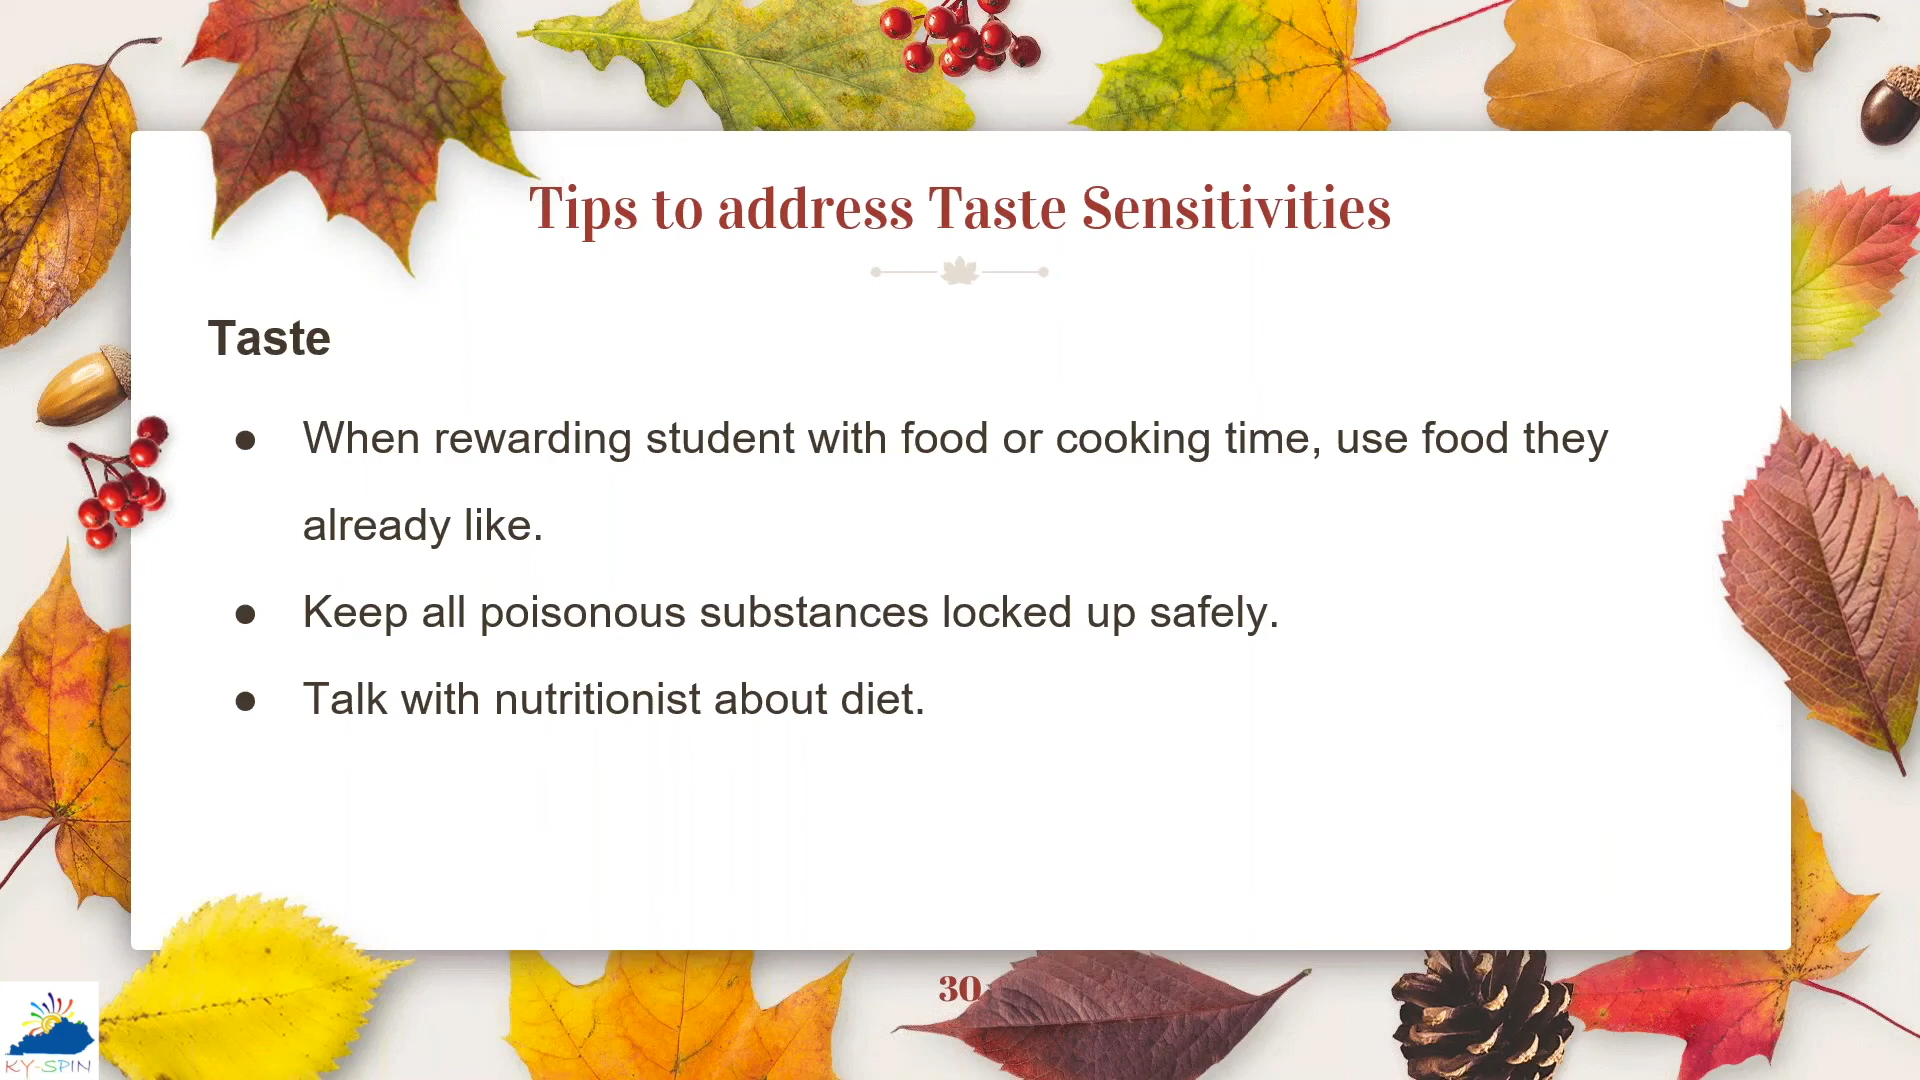 Tips to address Taste Sensitivities
Taste
● When rewarding student with food or cooking time, use food they
already like.
● Keep all poisonous substances locked up safely.
● Talk with nutritionist about diet.
30
KY-SPIN